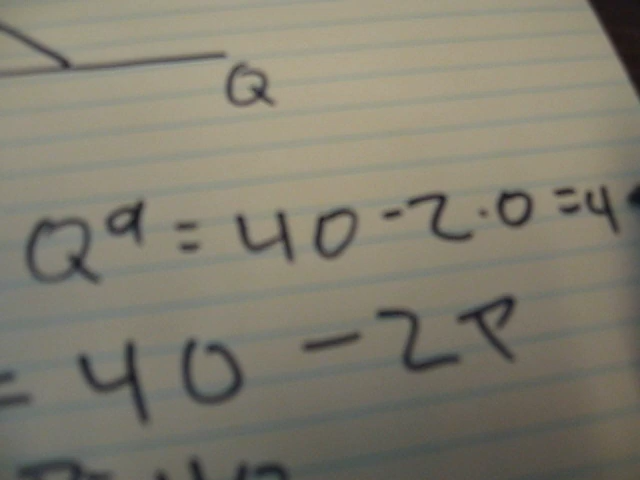 Q
Qᵈ = 40 - 2·0 = 4
= 40 - 2P